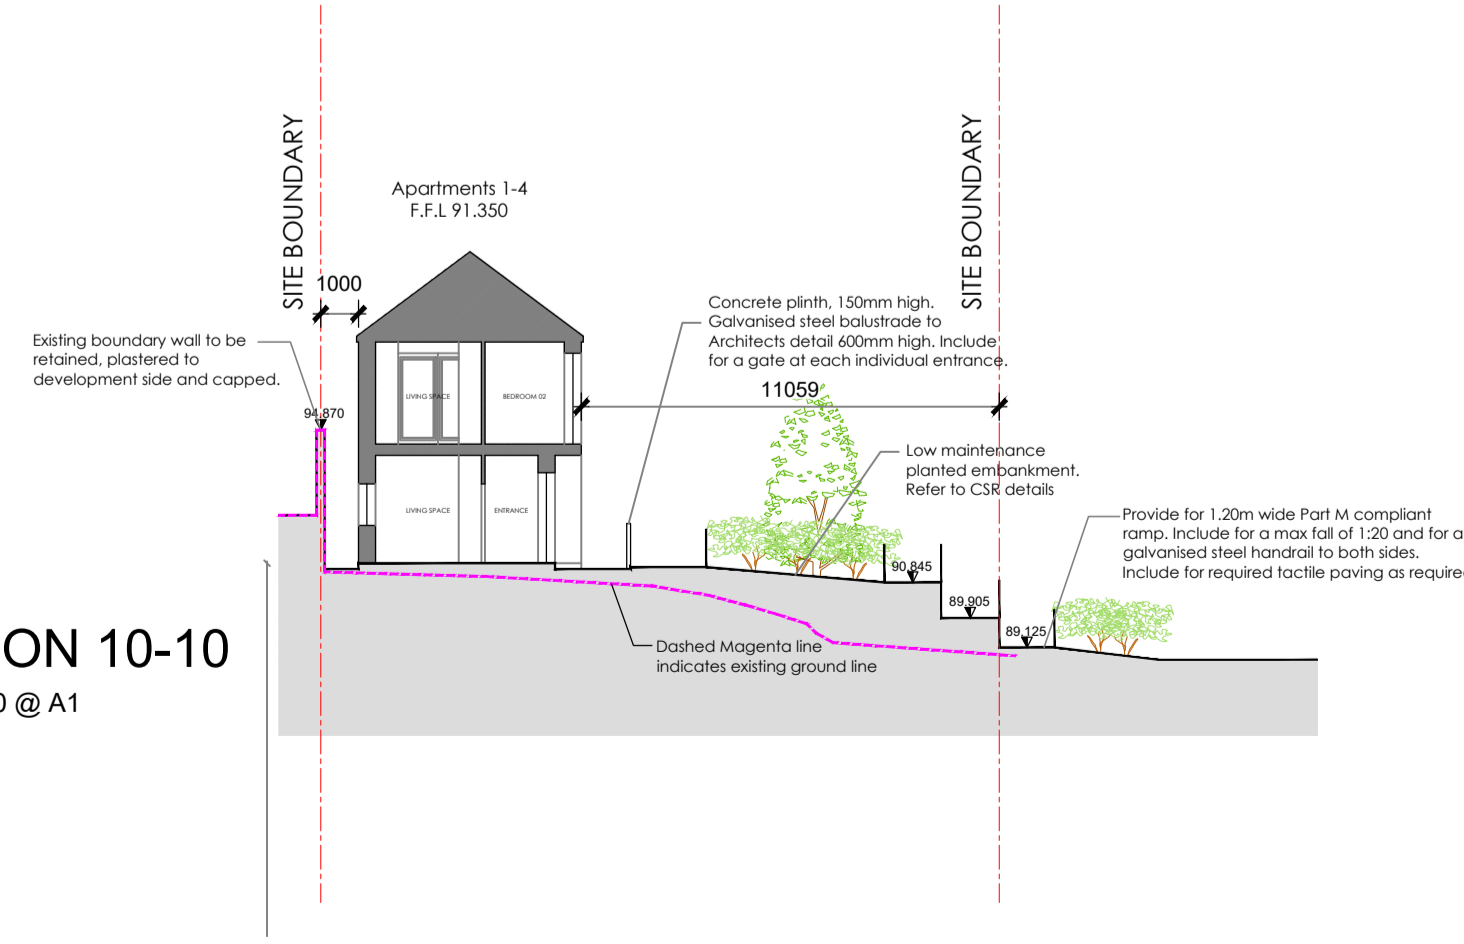 SITE BOUNDARY
SITE BOUNDARY
Apartments 1-4
F.F.L 91.350
1000
Concrete plinth, 150mm high.
Galvanised steel balustrade to
Architects detail 600mm high. Include
for a gate at each individual entrance.
Existing boundary wall to be
retained, plastered to
development side and capped.
11059
94.870
LIVING SPACE
BEDROOM 02
Low maintenance
planted embankment.
Refer to CSR details
LIVING SPACE
ENTRANCE
Provide for 1.20m wide Part M compliant
ramp. Include for a max fall of 1:20 and for a
galvanised steel handrail to both sides.
Include for required tactile paving as require
90.845
89.905
89.125
Dashed Magenta line
indicates existing ground line
ON 10-10
0 @ A1